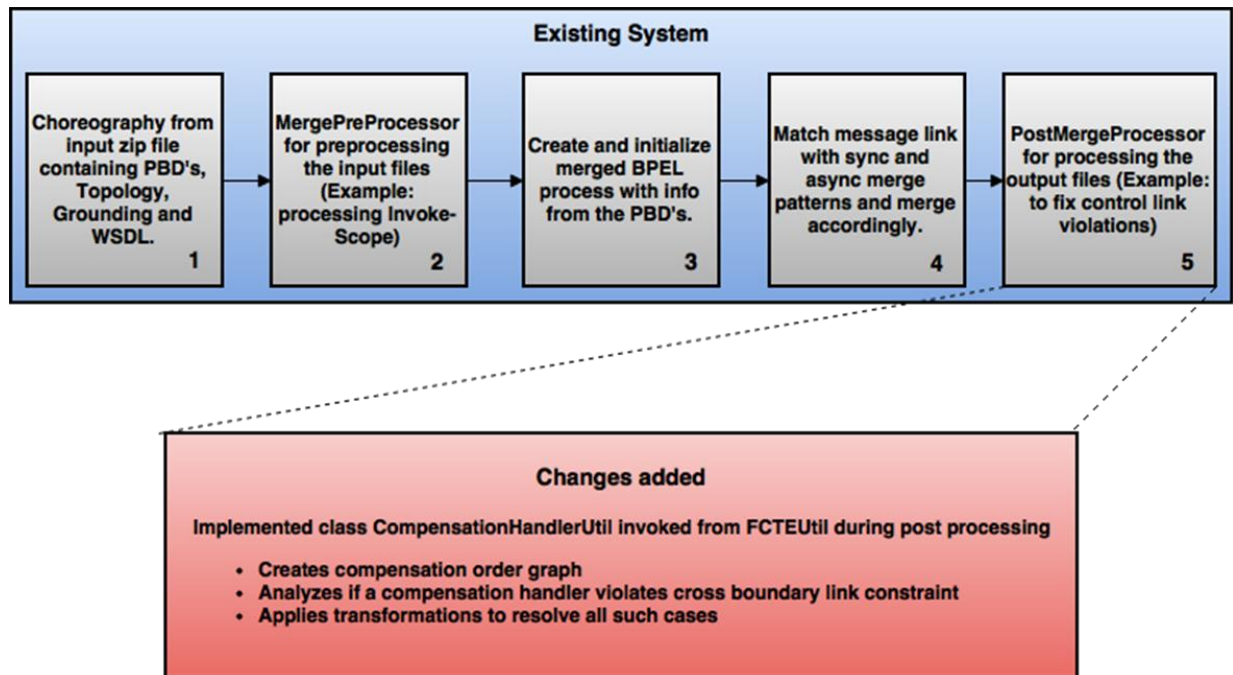 Existing System
Choreography from
input zip file
containing PBD's,
Topology,
Grounding and
WSDL.
1
MergePreProcessor
for preprocessing
the input files
(Example:
processing Invoke-
Scope)
2
Create and initialize
merged BPEL
process with info
from the PBD's.
3
Match message link
with sync and
async merge
patterns and merge
accordingly.
4
PostMergeProcessor
for processing the
output files (Example:
to fix control link
violations)
5
Changes added
Implemented class CompensationHandlerUtil invoked from FCTEUtil during post processing
• Creates compensation order graph
• Analyzes if a compensation handler violates cross boundary link constraint
• Applies transformations to resolve all such cases